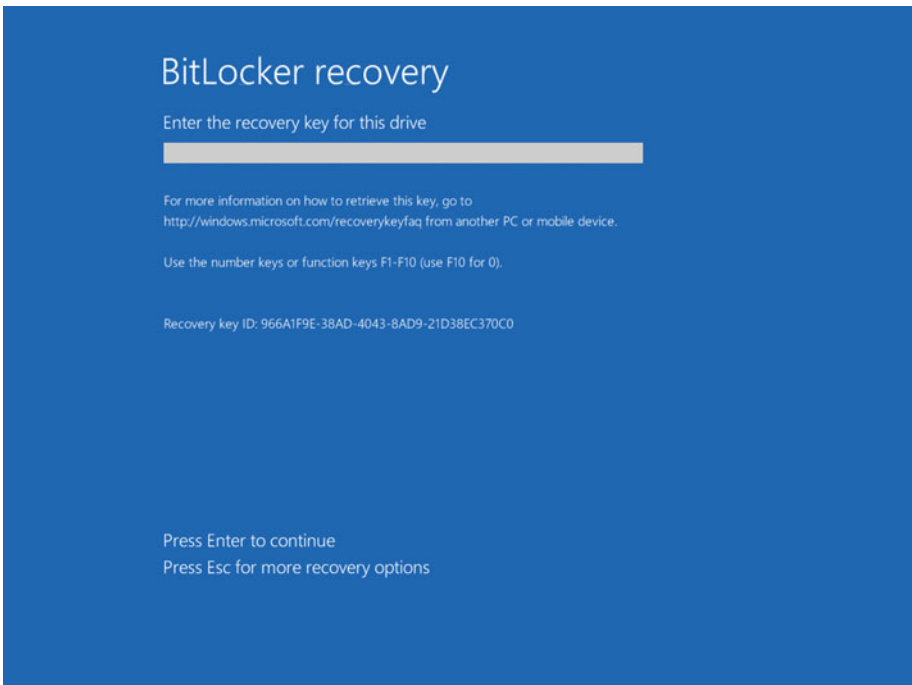 BitLocker recovery
Enter the recovery key for this drive
For more information on how to retrieve this key, go to
http://windows.microsoft.com/recoverykeyfaq from another PC or mobile device.
Use the number keys or function keys F1-F10 (use F10 for 0).
Recovery key ID: 966A1F9E-38AD-4043-8AD9-21D38EC370C0
Press Enter to continue
Press Esc for more recovery options